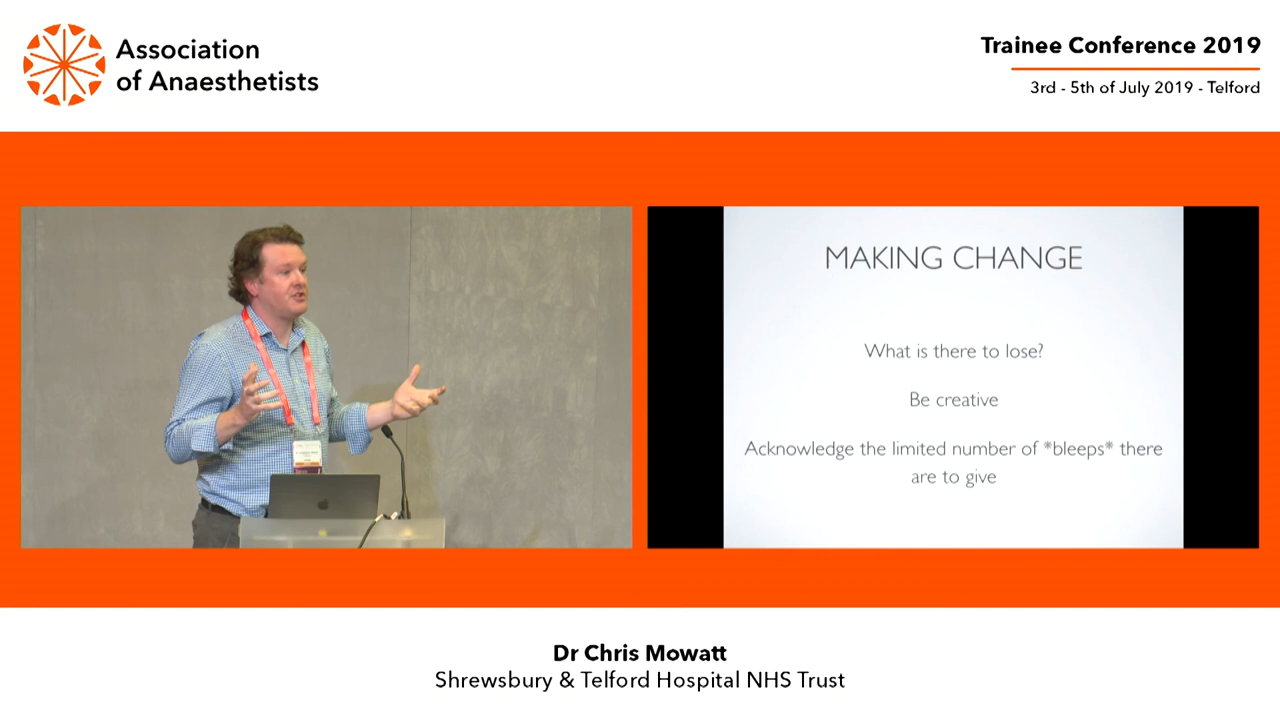 Association
of Anaesthetists
Trainee Conference 2019
3rd - 5th of July 2019 - Telford
MAKING CHANGE
What is there to lose?
Be creative
Acknowledge the limited number of *bleeps* there
are to give
Dr Chris Mowatt
Shrewsbury & Telford Hospital NHS Trust